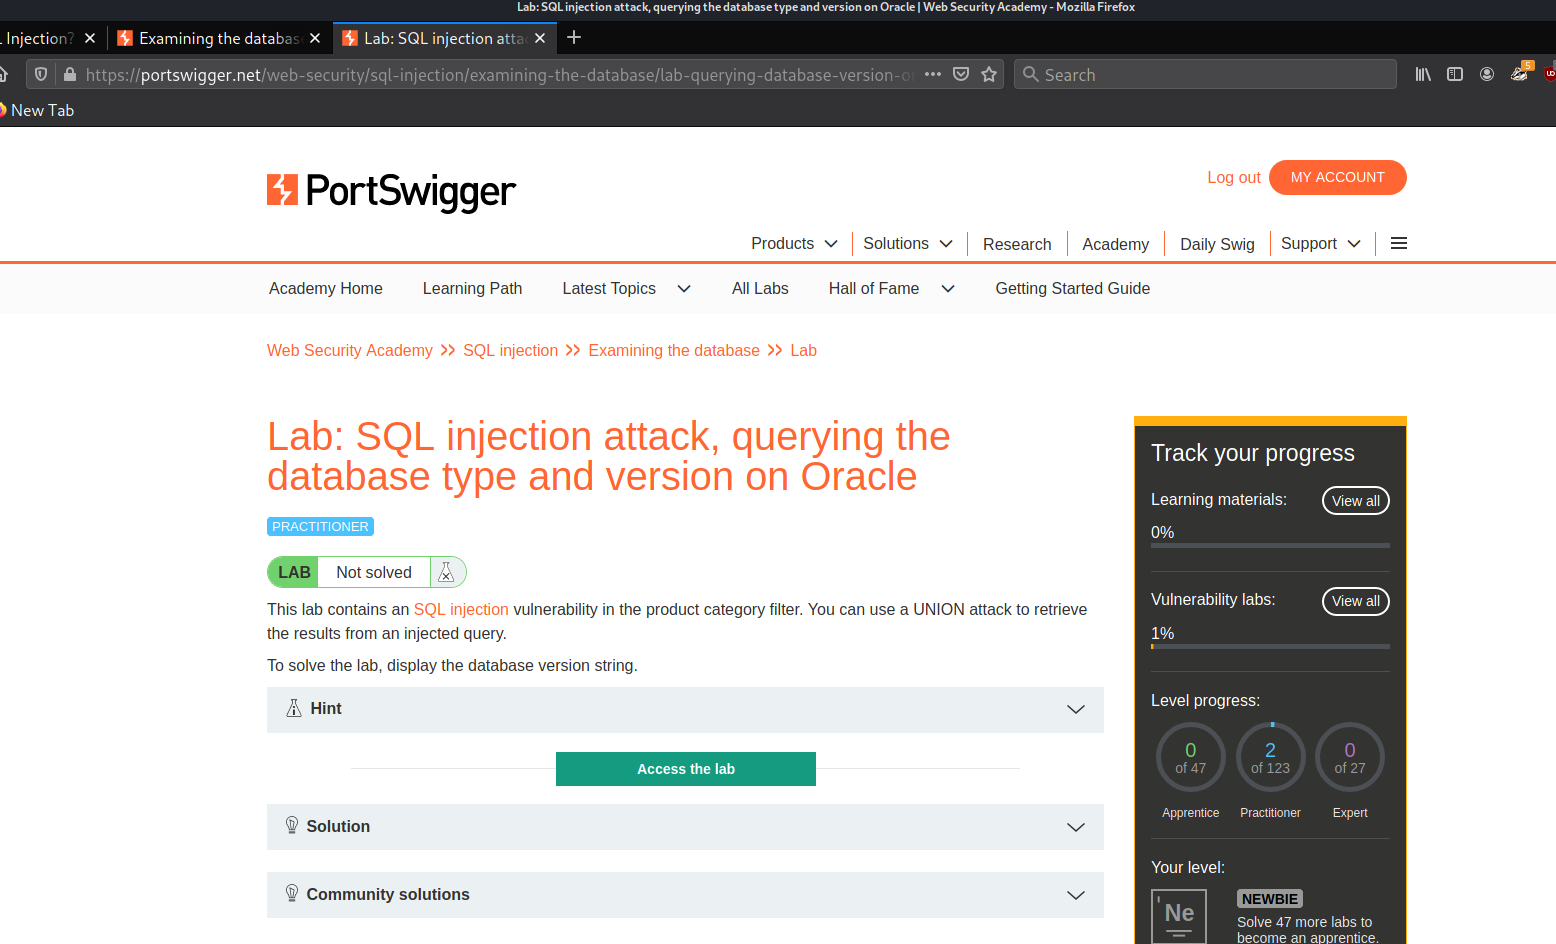 Lab: SQL injection attack, querying the database type and version on Oracle | Web Security Academy - Mozilla Firefox
Injection?
Examining the databas
Lab: SQL injection atta
https://portswigger.net/web-security/sql-injection/examining-the-database/lab-querying-database-version-o
Search
5
New Tab
PortSwigger
Log out
MY ACCOUNT
Products
Solutions
Research
Academy
Daily Swig
Support
Academy Home
Learning Path
Latest Topics
All Labs
Hall of Fame
Getting Started Guide
Web Security Academy
SQL injection
Examining the database
Lab
Lab: SQL injection attack, querying the
database type and version on Oracle
PRACTITIONER
LAB
Not solved
This lab contains an SQL injection vulnerability in the product category filter. You can use a UNION attack to retrieve
the results from an injected query.
To solve the lab, display the database version string.
Hint
Access the lab
Solution
Community solutions
Track your progress
Learning materials:
View all
0%
Vulnerability labs:
View all
1%
Level progress:
0
of 47
2
of 123
0
of 27
Apprentice
Practitioner
Expert
Your level:
Ne
NEWBIE
Solve 47 more labs to
become an apprentice.